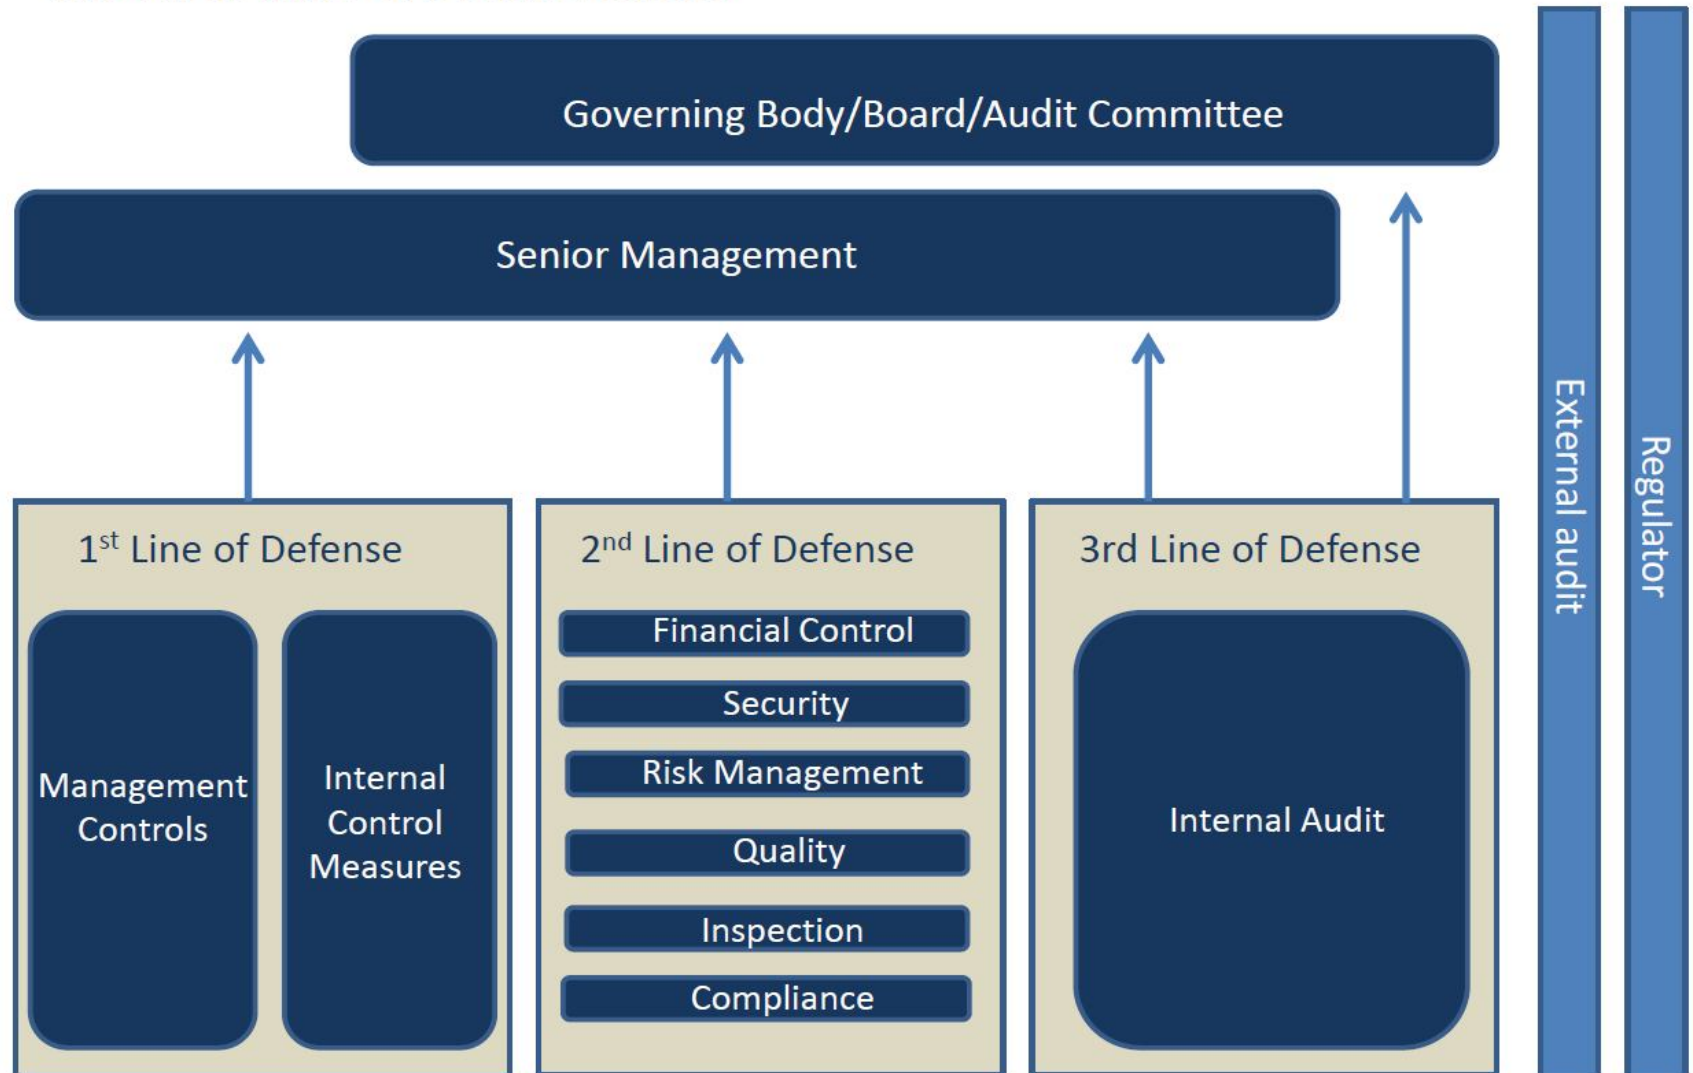 Governing Body/Board/Audit Committee
Senior Management
1st Line of Defense
Management
Controls
Internal
Control
Measures
2nd Line of Defense
Financial Control
Security
Risk Management
Quality
Inspection
Compliance
3rd Line of Defense
Internal Audit
External audit
Regulator